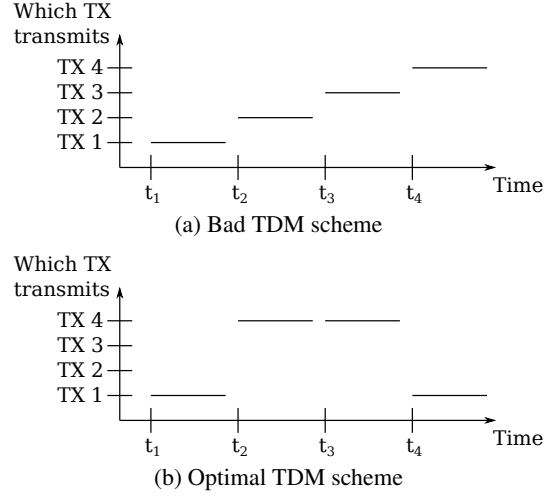 Which TX
transmits
TX 4
TX 3
TX 2
TX 1
t₁ t₂ t₃ t₄
Time
(a) Bad TDM scheme
Which TX
transmits
TX 4
TX 3
TX 2
TX 1
t₁ t₂ t₃ t₄
Time
(b) Optimal TDM scheme